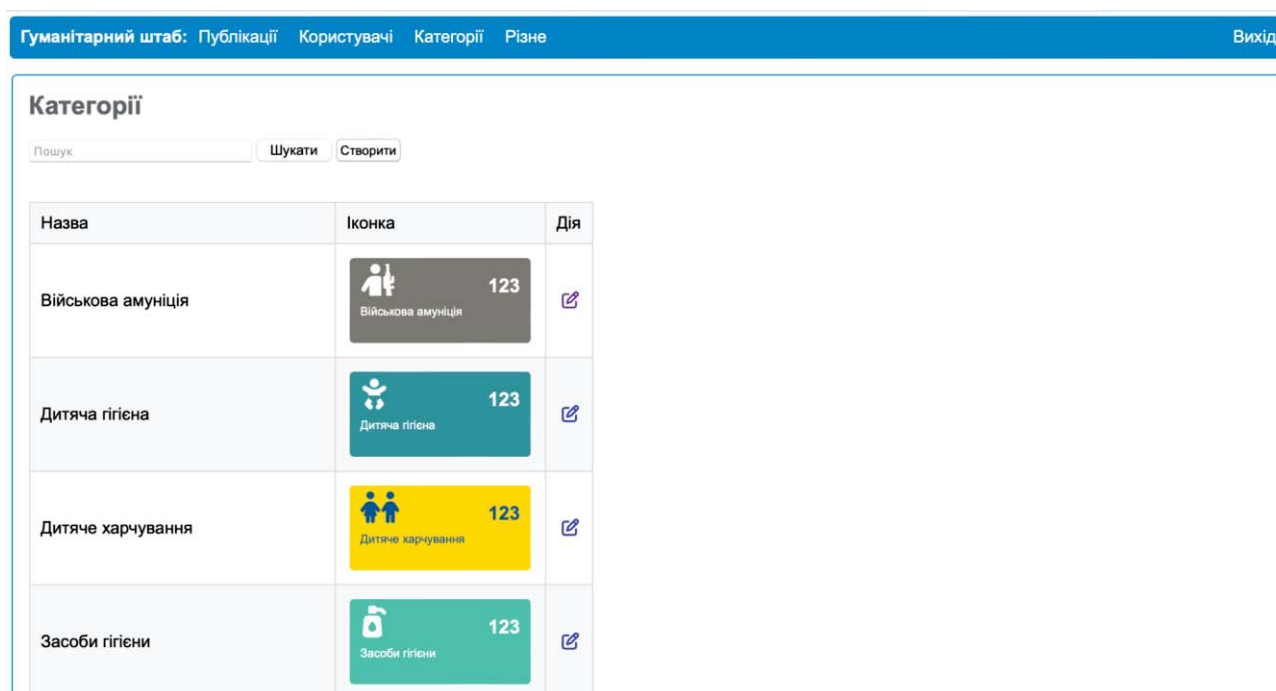 Гуманітарний штаб: Публікації Користувачі Категорії Різне Вихід
Категорії
Пошук Шукати Створити
Назва Іконка Дія
Військова амуніція 123
Військова амуніція
Дитяча гігієна 123
Дитяча гігієна
Дитяче харчування 123
Дитяче харчування
Засоби гігієни 123
Засоби гігієни